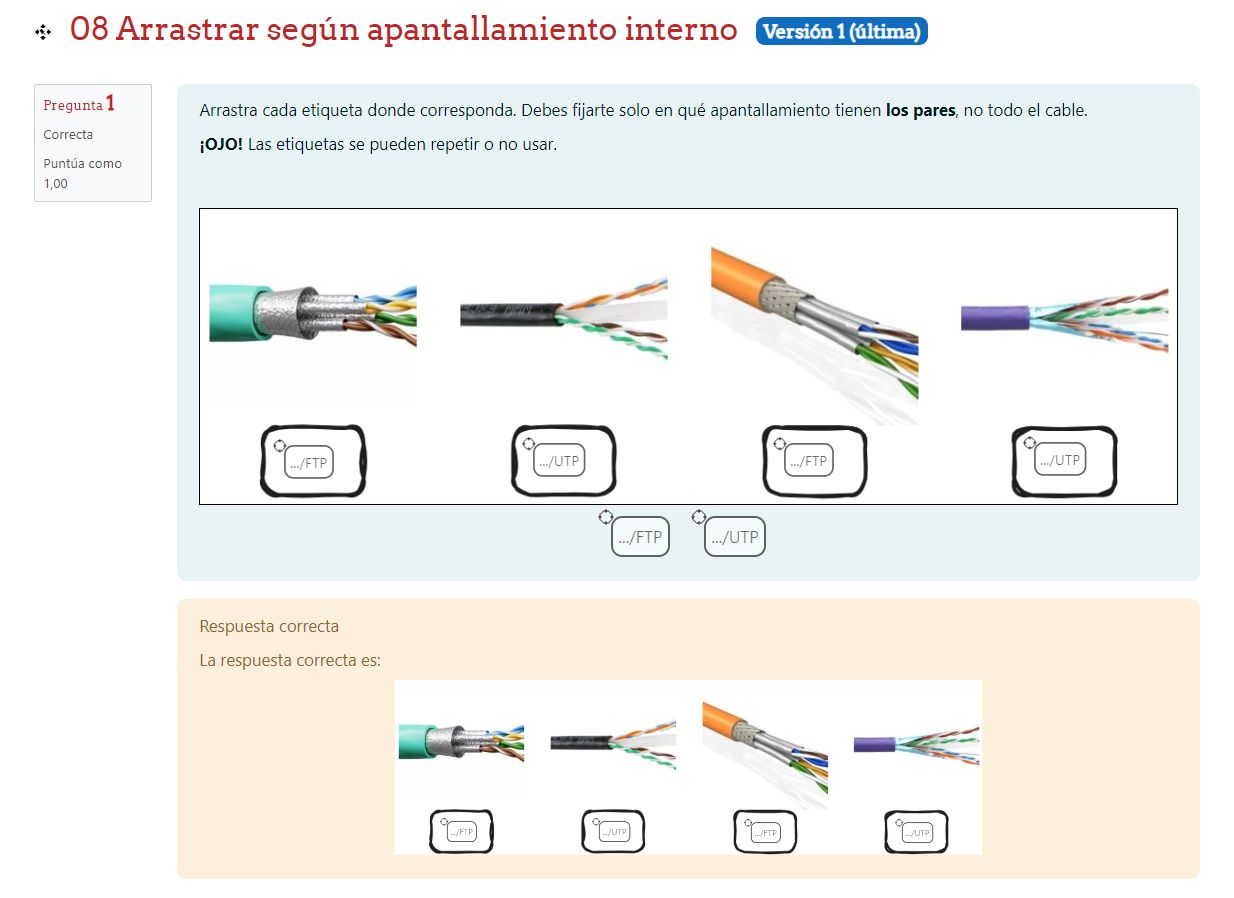 08 Arrastrar según apantallamiento interno Versión 1 (última)
Pregunta 1
Correcta
Puntúa como
1,00
Arrastra cada etiqueta donde corresponda. Debes fijarte solo en qué apantallamiento tienen los pares, no todo el cable.
¡OJO! Las etiquetas se pueden repetir o no usar.
.../FTP
.../UTP
.../FTP
.../UTP
.../FTP
.../UTP
Respuesta correcta
La respuesta correcta es:
.../FTP
.../UTP
.../FTP
.../UTP